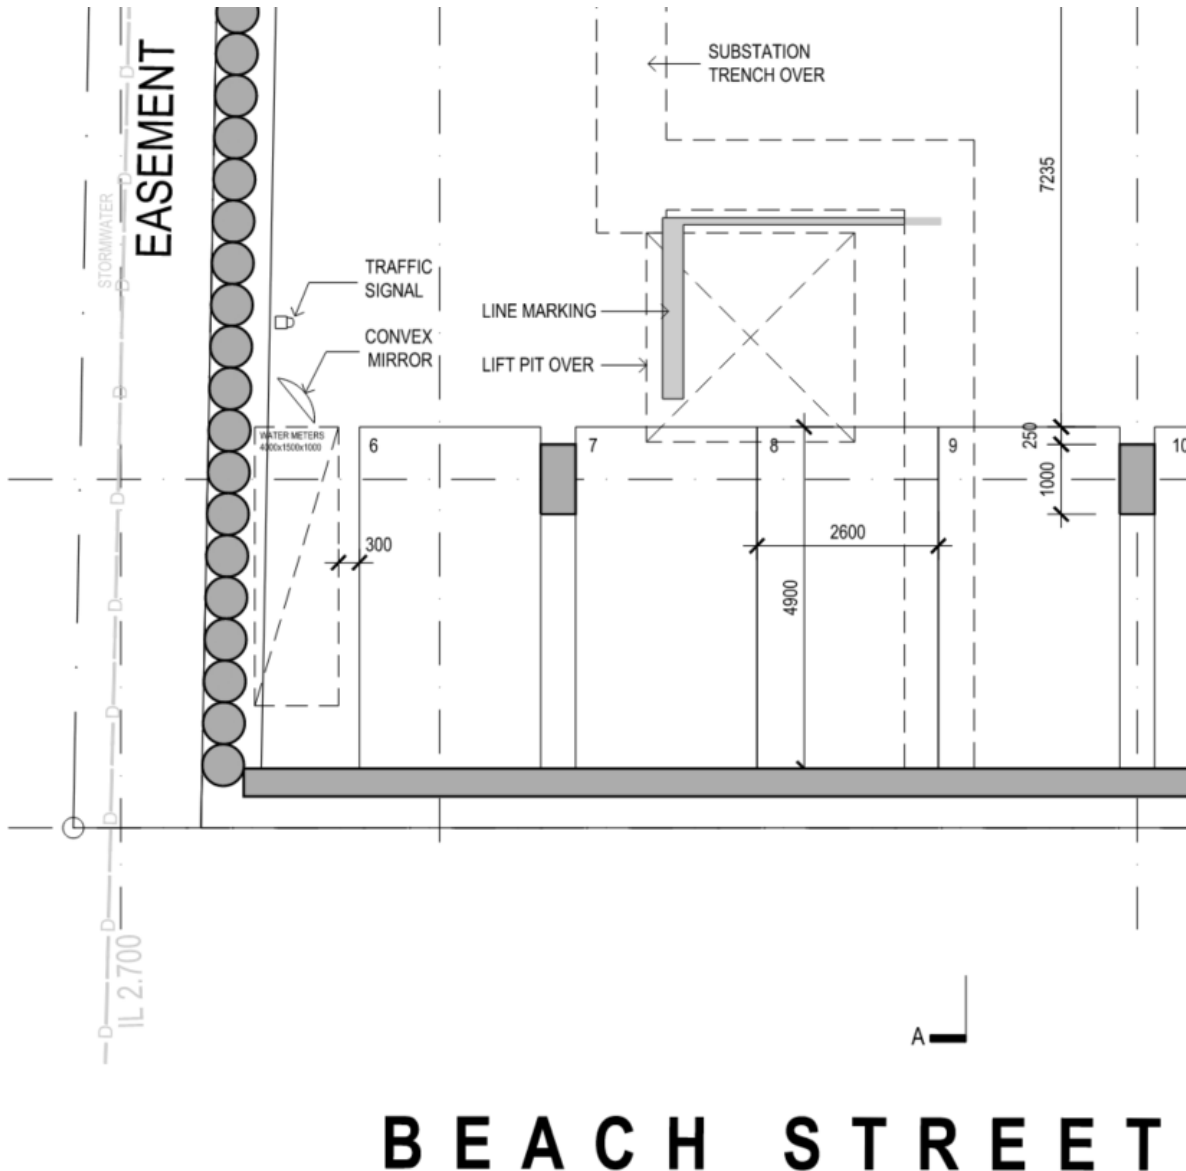 SUBSTATION
TRENCH OVER
EASEMENT
STORMWATER
D
D
D
D
D
D
D
D
D
D
7235
TRAFFIC
SIGNAL
LINE MARKING
CONVEX
MIRROR
LIFT PIT OVER
WATER METERS
4000x1500x1000
6
7
8
9
10
250
1000
300
2600
4900
IL 2.700
A
BEACH STREET